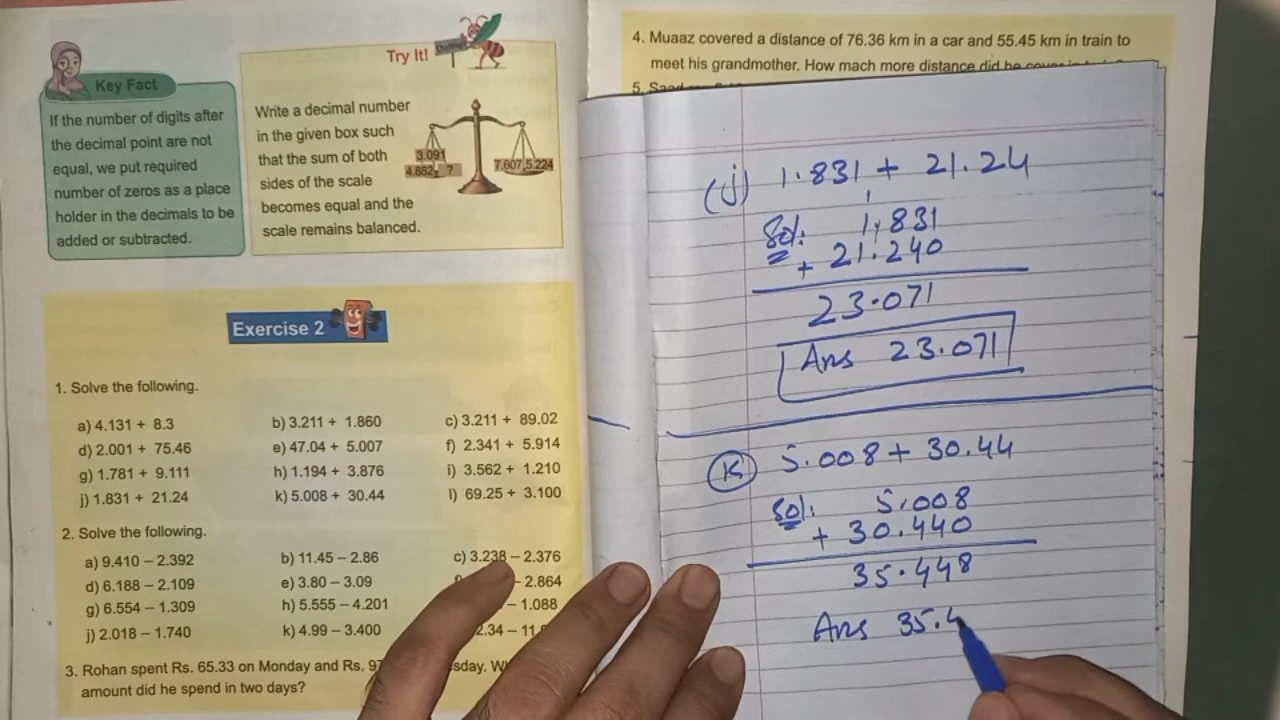 Key Fact
If the number of digits after
the decimal point are not
equal, we put required
number of zeros as a place
holder in the decimals to be
added or subtracted.
Try It!
Write a decimal number
in the given box such
that the sum of both
sides of the scale
becomes equal and the
scale remains balanced.
3.091
4.882, ?
7.607,5.224
Exercise 2
1. Solve the following.
a) 4.131 + 8.3 b) 3.211 + 1.860 c) 3.211 + 89.02
d) 2.001 + 75.46 e) 47.04 + 5.007 f) 2.341 + 5.914
g) 1.781 + 9.111 h) 1.194 + 3.876 i) 3.562 + 1.210
j) 1.831 + 21.24 k) 5.008 + 30.44 l) 69.25 + 3.100
2. Solve the following.
a) 9.410 – 2.392 b) 11.45 – 2.86 c) 3.238 – 2.376
d) 6.188 – 2.109 e) 3.80 – 3.09 – 2.864
g) 6.554 – 1.309 h) 5.555 – 4.201 – 1.088
j) 2.018 – 1.740 k) 4.99 – 3.400 2.34 – 11.
3. Rohan spent Rs. 65.33 on Monday and Rs. 9
amount did he spend in two days?
4. Muaaz covered a distance of 76.36 km in a car and 55.45 km in train to
meet his grandmother. How mach more distance did he
5.
(j) 1.831 + 21.24
Sol: 1.831
+ 21.240
23.071
Ans 23.071
(K) 5.008 + 30.44
Sol: 5.008
+ 30.440
35.448
Ans 35.4